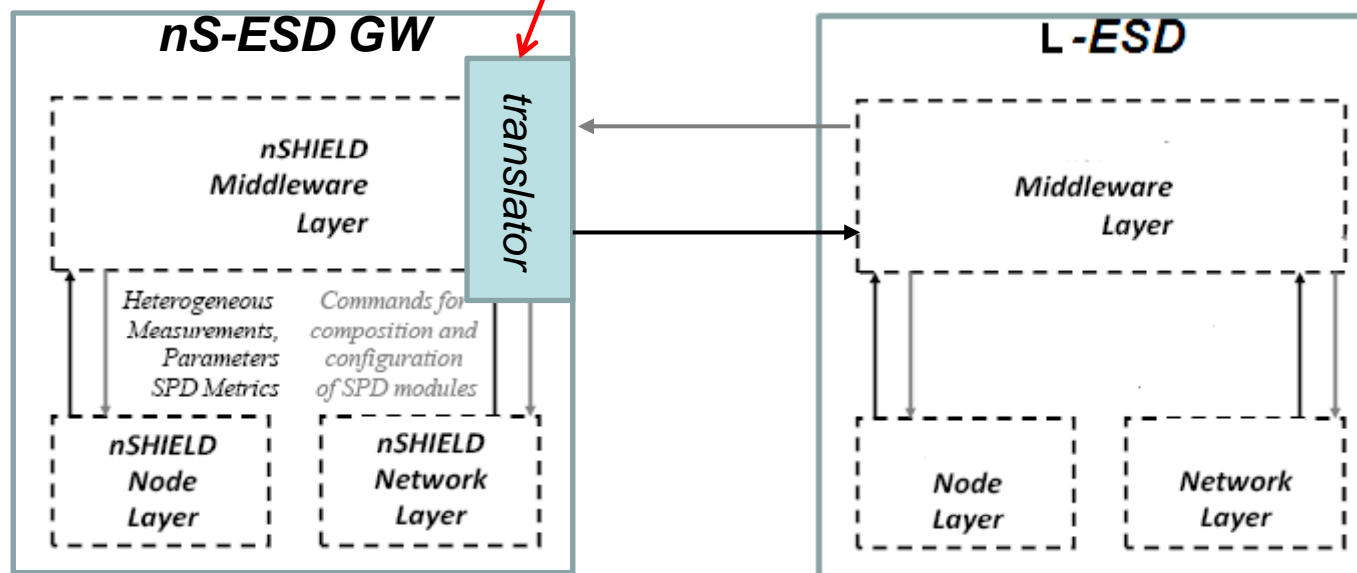 nS-ESD GW
L-ESD
translator
nSHIELD
Middleware
Layer
Middleware
Layer
Heterogeneous
Measurements,
Parameters
SPD Metrics
Commands for
composition and
configuration
of SPD modules
nSHIELD
Node
Layer
nSHIELD
Network
Layer
Node
Layer
Network
Layer